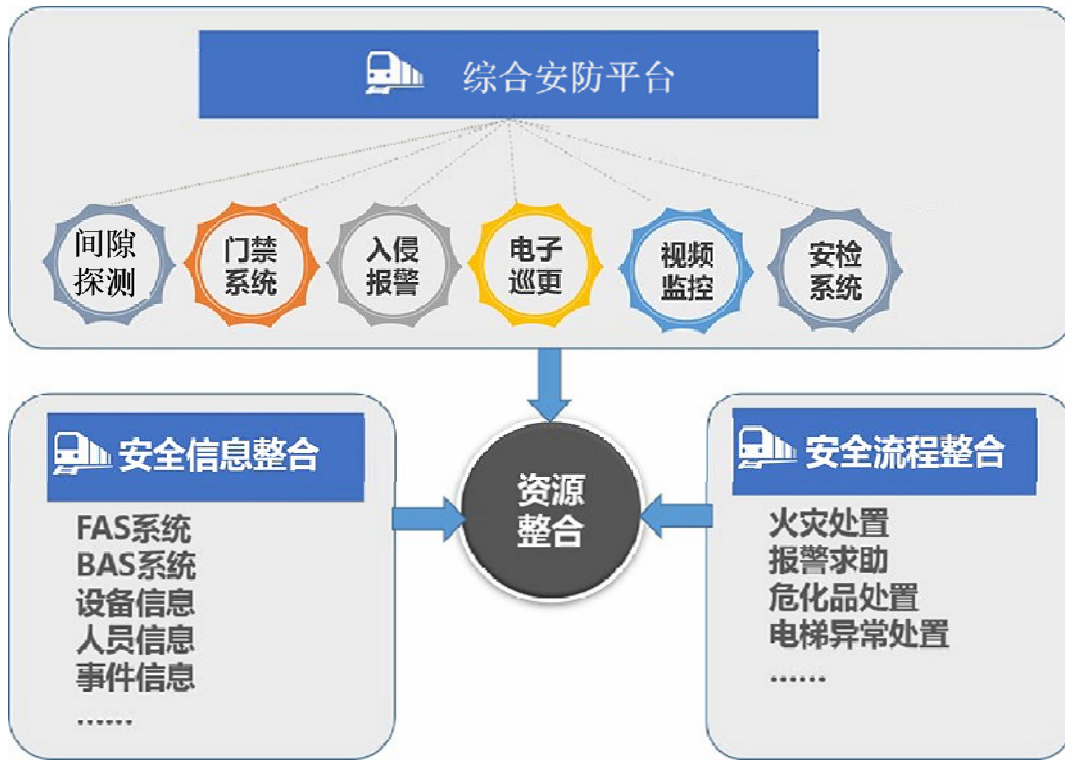 综合安防平台
间隙
探测
门禁
系统
入侵
报警
电子
巡更
视频
监控
安检
系统
安全信息整合
FAS系统
BAS系统
设备信息
人员信息
事件信息
......
资源
整合
安全流程整合
火灾处置
报警求助
危化品处置
电梯异常处置
......